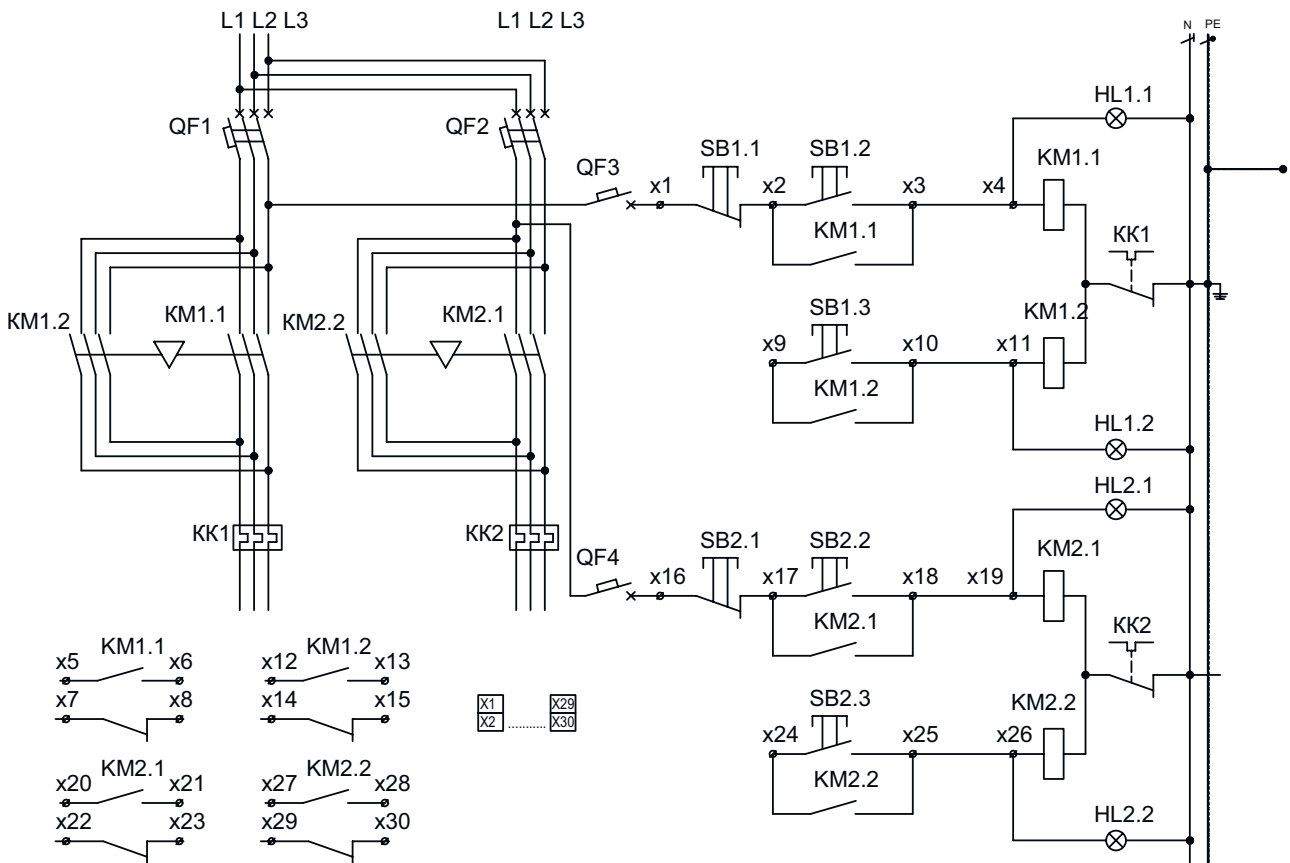 L1 L2 L3
L1 L2 L3
N PE
HL1.1
QF1
QF2
QF3
x1
SB1.1
x2
SB1.2
x3
x4
KM1.1
KM1.1
KK1
KM1.2
KM1.1
KM2.2
KM2.1
SB1.3
KM1.2
x9
x10
x11
KM1.2
HL1.2
HL2.1
KK1
KK2
QF4
x16
SB2.1
x17
SB2.2
x18
x19
KM2.1
KM2.1
KK2
x5 KM1.1 x6
x7 x8
x12 KM1.2 x13
x14 x15
X1 X29
X2 ........... X30
SB2.3
KM2.2
x24
x25
x26
KM2.2
x20 KM2.1 x21
x22 x23
x27 KM2.2 x28
x29 x30
HL2.2